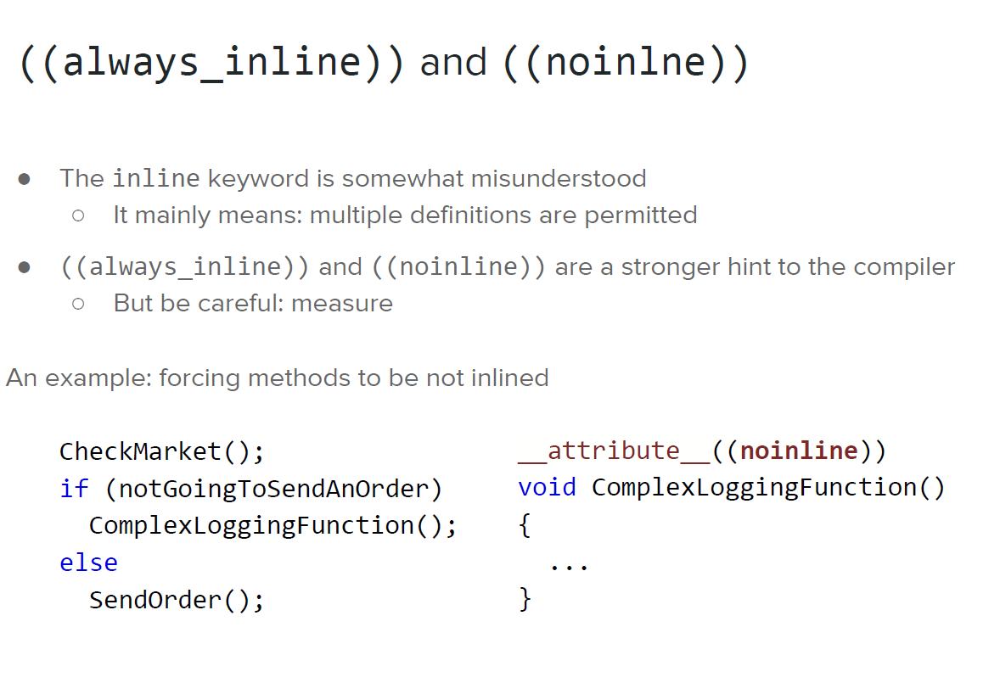 ((always_inline)) and ((noinlne))
● The inline keyword is somewhat misunderstood
○ It mainly means: multiple definitions are permitted
● ((always_inline)) and ((noinline)) are a stronger hint to the compiler
○ But be careful: measure
An example: forcing methods to be not inlined
CheckMarket();
if (notGoingToSendAnOrder)
  ComplexLoggingFunction();
else
  SendOrder();
__attribute__((noinline))
void ComplexLoggingFunction()
{
  ...
}